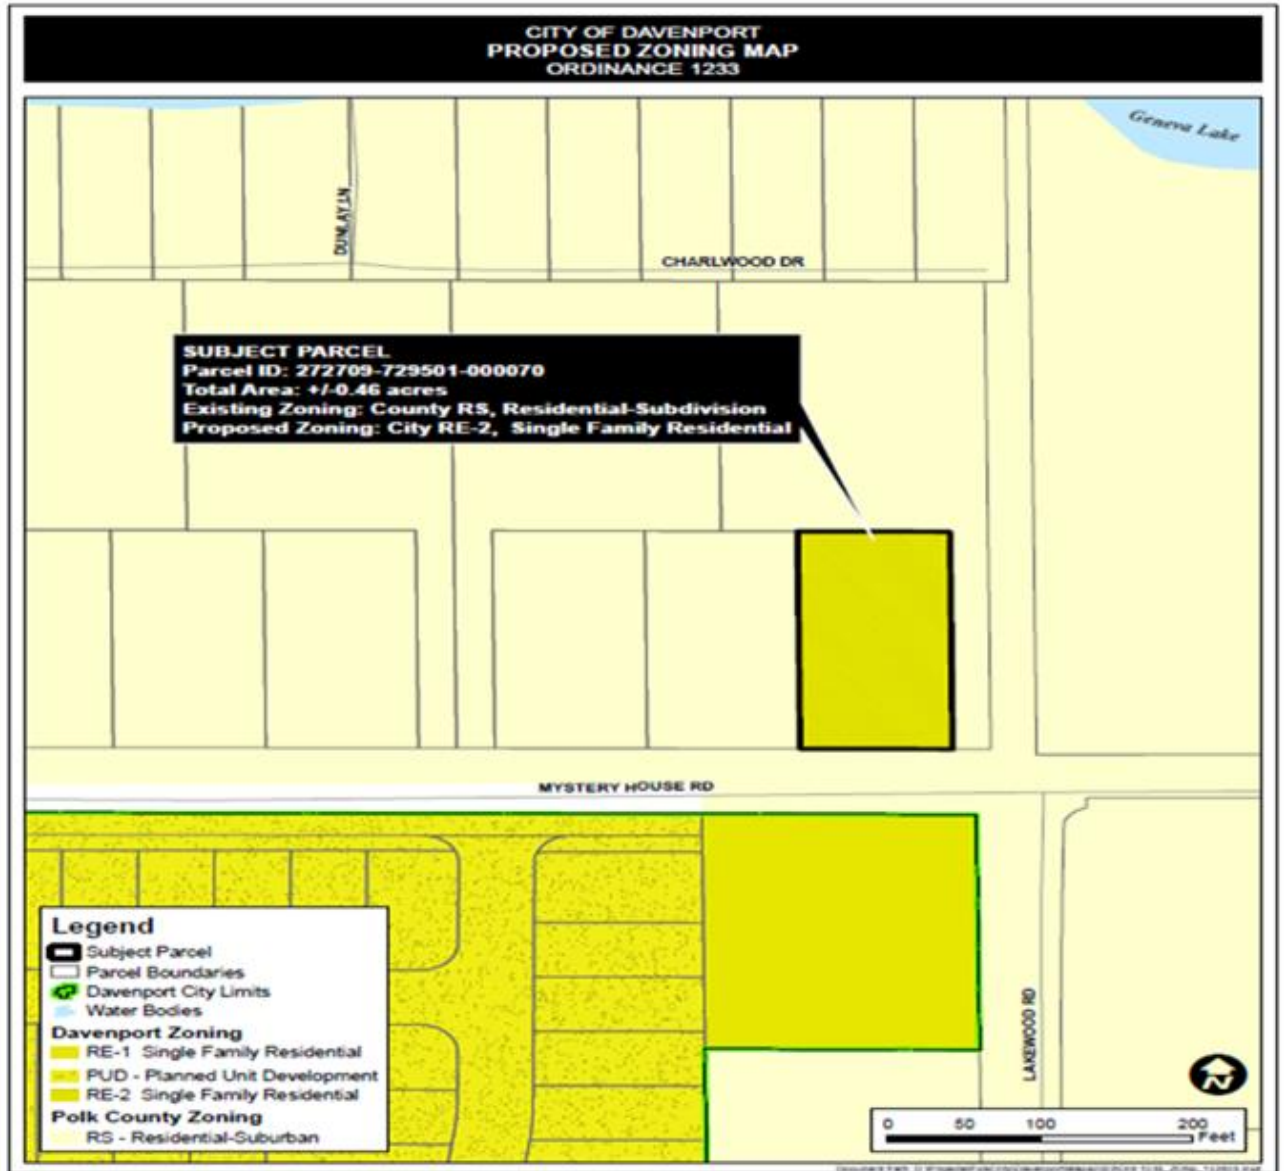 CITY OF DAVENPORT
PROPOSED ZONING MAP
ORDINANCE 1233
Geneva Lake
DUNLAY LN
CHARLWOOD DR
SUBJECT PARCEL
Parcel ID: 272709-729501-000070
Total Area: +/-0.46 acres
Existing Zoning: County RS, Residential-Subdivision
Proposed Zoning: City RE-2, Single Family Residential
MYSTERY HOUSE RD
LAKEWOOD RD
Legend
Subject Parcel
Parcel Boundaries
Davenport City Limits
Water Bodies
Davenport Zoning
RE-1 Single Family Residential
PUD - Planned Unit Development
RE-2 Single Family Residential
Polk County Zoning
RS - Residential-Suburban
N
0 50 100 200
Feet